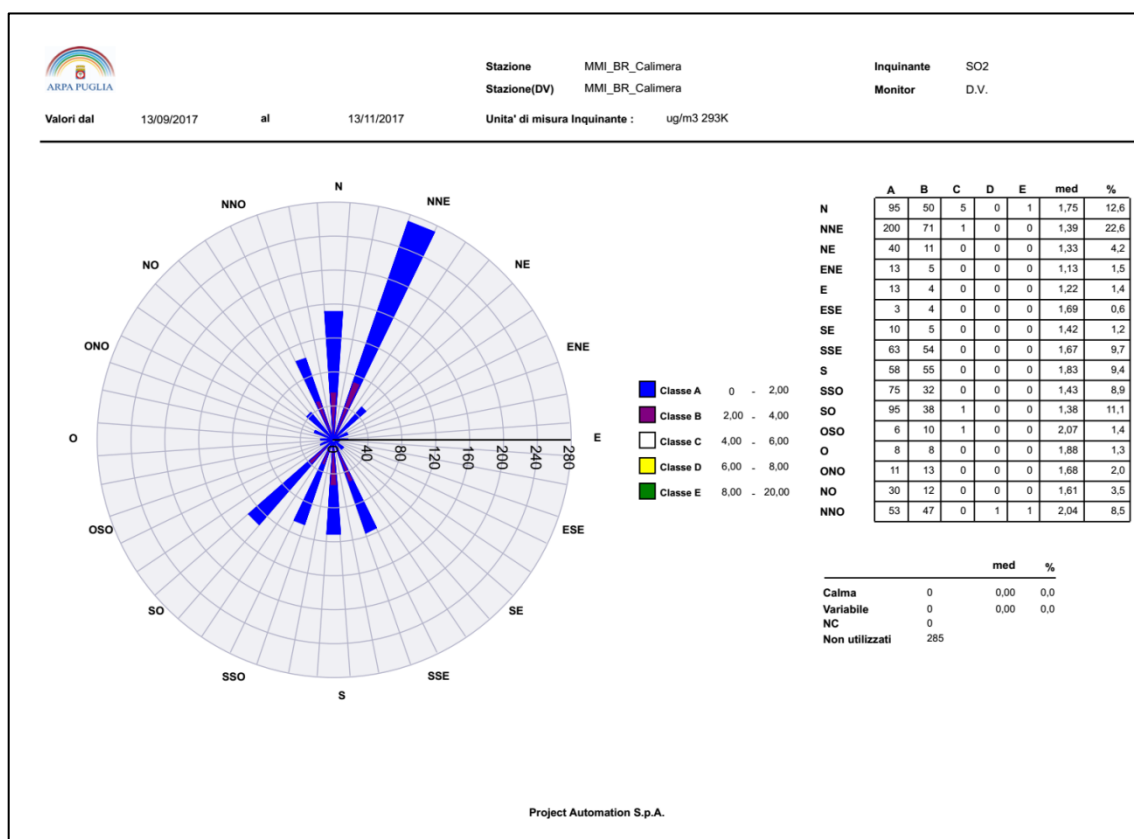 ARPA PUGLIA
Stazione MMI_BR_Calimera Inquinante SO2
Stazione(DV) MMI_BR_Calimera Monitor D.V.
Valori dal 13/09/2017 al 13/11/2017 Unita' di misura Inquinante : ug/m3 293K
N
NNE
NE
ENE
E
ESE
SE
SSE
S
SSO
SO
OSO
O
ONO
NO
NNO
0 40 80 120 160 200 240 280
Classe A 0 - 2,00
Classe B 2,00 - 4,00
Classe C 4,00 - 6,00
Classe D 6,00 - 8,00
Classe E 8,00 - 20,00
A B C D E med %
N 95 50 5 0 1 1,75 12,6
NNE 200 71 1 0 0 1,39 22,6
NE 40 11 0 0 0 1,33 4,2
ENE 13 5 0 0 0 1,13 1,5
E 13 4 0 0 0 1,22 1,4
ESE 3 4 0 0 0 1,69 0,6
SE 10 5 0 0 0 1,42 1,2
SSE 63 54 0 0 0 1,67 9,7
S 58 55 0 0 0 1,83 9,4
SSO 75 32 0 0 0 1,43 8,9
SO 95 38 1 0 0 1,38 11,1
OSO 6 10 1 0 0 2,07 1,4
O 8 8 0 0 0 1,88 1,3
ONO 11 13 0 0 0 1,68 2,0
NO 30 12 0 0 0 1,61 3,5
NNO 53 47 0 1 1 2,04 8,5
med %
Calma 0 0,00 0,0
Variabile 0 0,00 0,0
NC 0
Non utilizzati 285
Project Automation S.p.A.